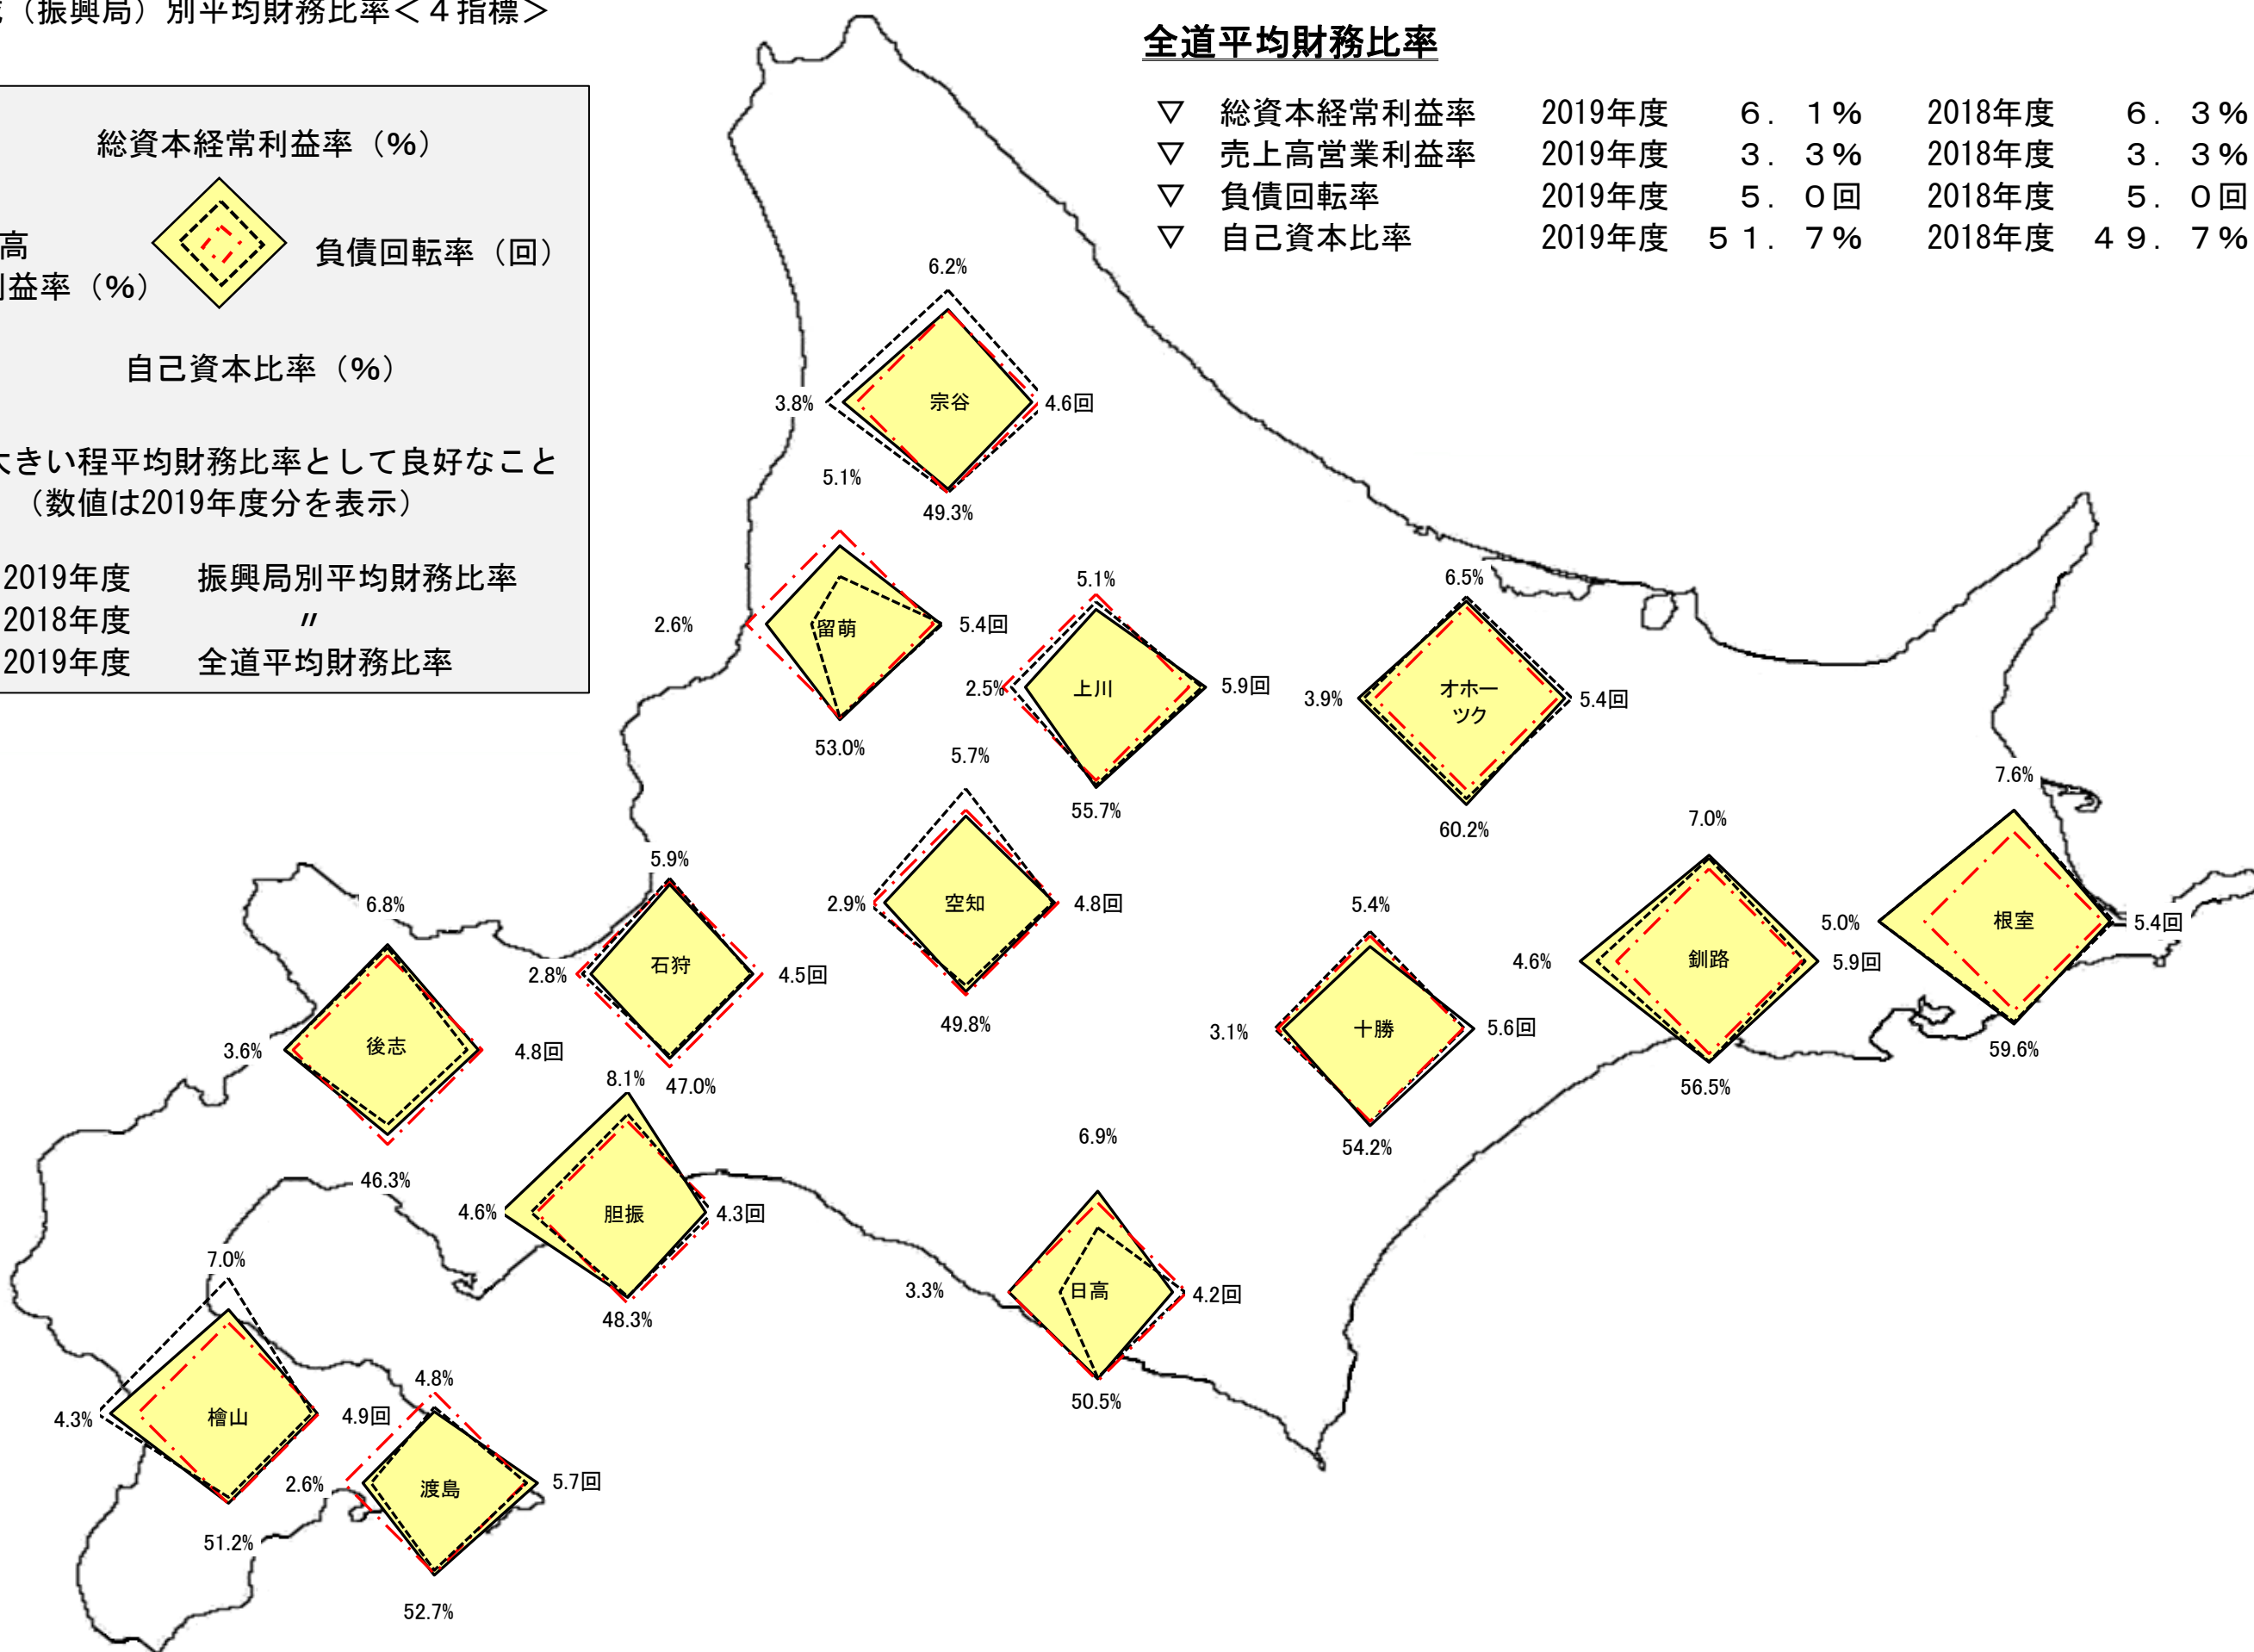 （振興局）別平均財務比率＜４指標＞
全道平均財務比率
▽ 総資本経常利益率 2019年度 ６．１％ 2018年度 ６．３％
▽ 売上高営業利益率 2019年度 ３．３％ 2018年度 ３．３％
▽ 負債回転率 2019年度 ５．０回 2018年度 ５．０回
▽ 自己資本比率 2019年度 ５１．７％ 2018年度 ４９．７％
総資本経常利益率（％）
高
利益率（％）
負債回転率（回）
自己資本比率（％）
大きい程平均財務比率として良好なこと
（数値は2019年度分を表示）
2019年度 振興局別平均財務比率
2018年度 〃
2019年度 全道平均財務比率
6.2%
3.8%
宗谷
4.6回
5.1%
49.3%
2.6%
留萌
5.4回
53.0%
5.1%
2.5%
上川
5.9回
55.7%
6.5%
3.9%
オホー
ツク
5.4回
60.2%
5.7%
2.9%
空知
4.8回
49.8%
5.9%
2.8%
石狩
4.5回
47.0%
6.8%
3.6%
後志
4.8回
46.3%
5.4%
3.1%
十勝
5.6回
54.2%
7.0%
4.6%
釧路
5.9回
56.5%
7.6%
5.0%
根室
5.4回
59.6%
8.1%
4.6%
胆振
4.3回
48.3%
6.9%
3.3%
日高
4.2回
50.5%
7.0%
4.3%
檜山
4.9回
51.2%
4.8%
2.6%
渡島
5.7回
52.7%